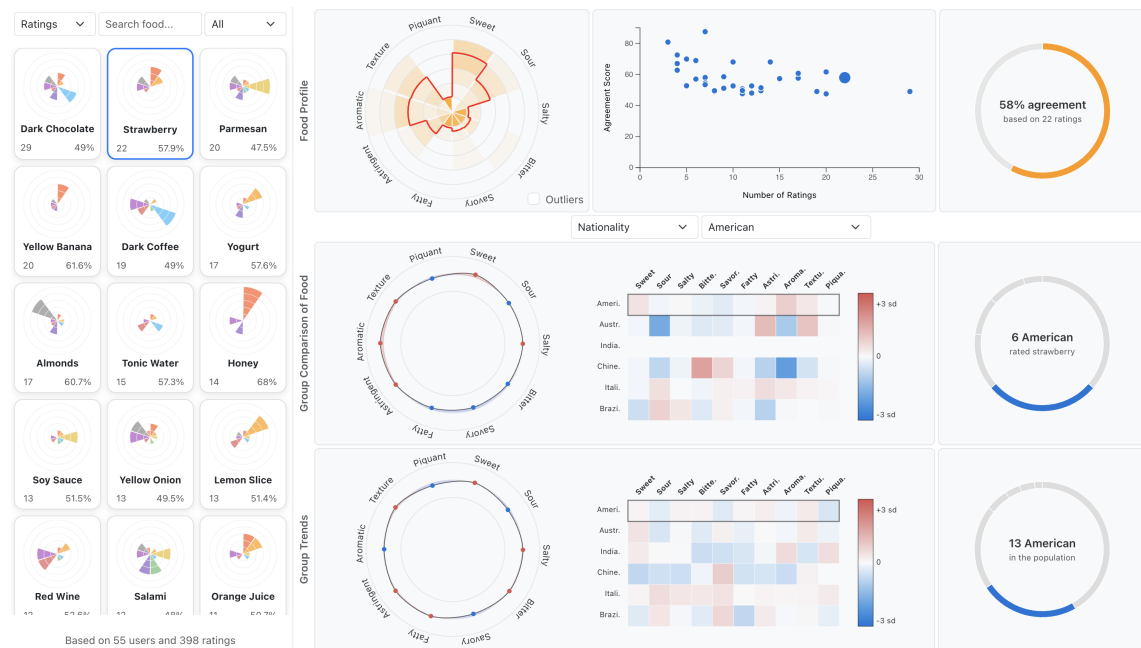 Ratings
Search food...
All
Dark Chocolate
29 49%
Strawberry
22 57.9%
Parmesan
20 47.5%
Yellow Banana
20 61.6%
Dark Coffee
19 49%
Yogurt
17 57.6%
Almonds
17 60.7%
Tonic Water
15 57.3%
Honey
14 68%
Soy Sauce
13 51.5%
Yellow Onion
13 49.5%
Lemon Slice
13 51.4%
Red Wine
Salami
Orange Juice
Based on 55 users and 398 ratings
Food Profile
Piquant
Sweet
Sour
Salty
Bitter
Savory
Fatty
Astringent
Aromatic
Texture
Outliers
Agreement Score
80
60
40
20
0
0 5 10 15 20 25 30
Number of Ratings
58% agreement
based on 22 ratings
Nationality
American
Group Comparison of Food
Piquant
Sweet
Sour
Salty
Bitter
Savory
Fatty
Astringent
Aromatic
Texture
Sweet Sour Salty Bitte. Savor. Fatty Astri. Aroma. Textu. Piqua.
Ameri.
Austr.
India.
Chine.
Itali.
Brazi.
+3 sd
0
-3 sd
6 American
rated strawberry
Group Trends
Piquant
Sweet
Sour
Salty
Bitter
Savory
Fatty
Astringent
Aromatic
Texture
Sweet Sour Salty Bitte. Savor. Fatty Astri. Aroma. Textu. Piqua.
Ameri.
Austr.
India.
Chine.
Itali.
Brazi.
+3 sd
0
-3 sd
13 American
in the population